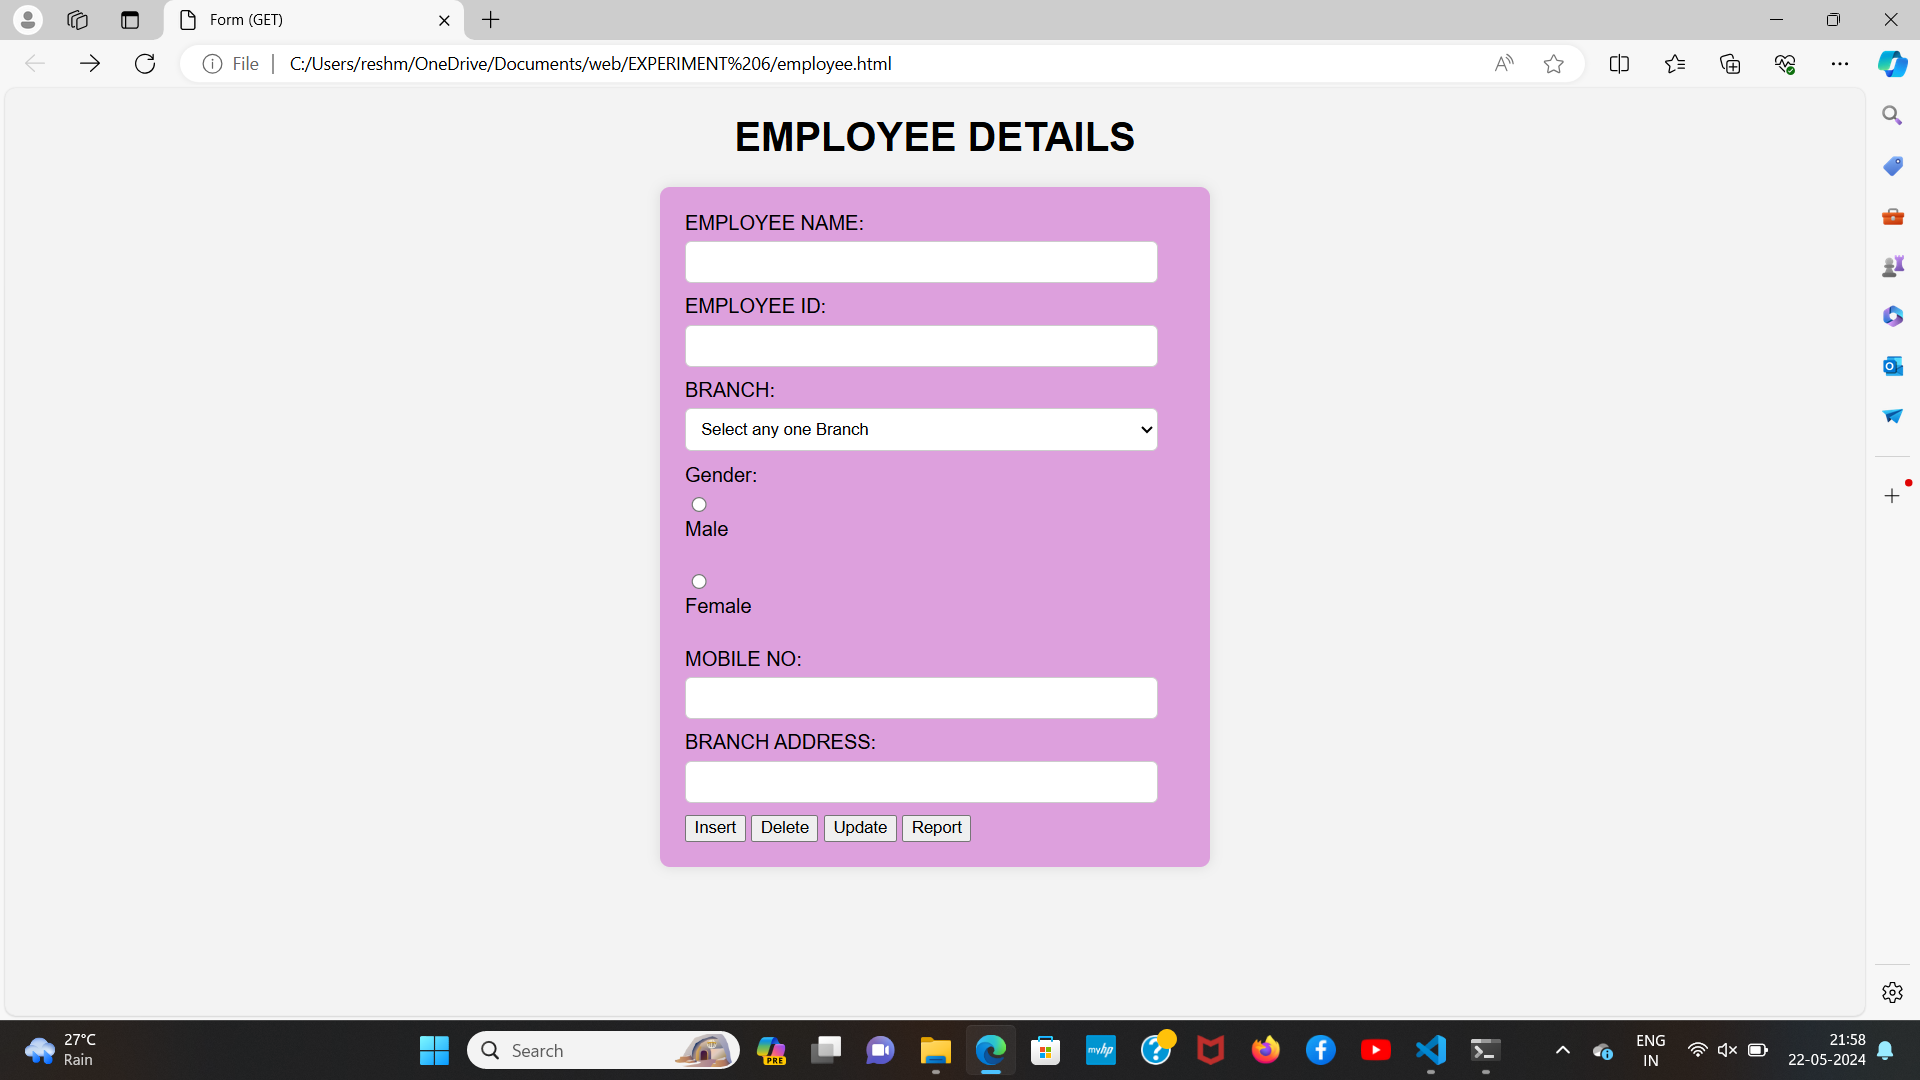 Form (GET)
File
C:/Users/reshm/OneDrive/Documents/web/EXPERIMENT%206/employee.html
EMPLOYEE DETAILS
EMPLOYEE NAME:
EMPLOYEE ID:
BRANCH:
Select any one Branch
Gender:
Male
Female
MOBILE NO:
BRANCH ADDRESS:
Insert Delete Update Report
27°C
Rain
Search
PRE
myhp
ENG
IN
21:58
22-05-2024